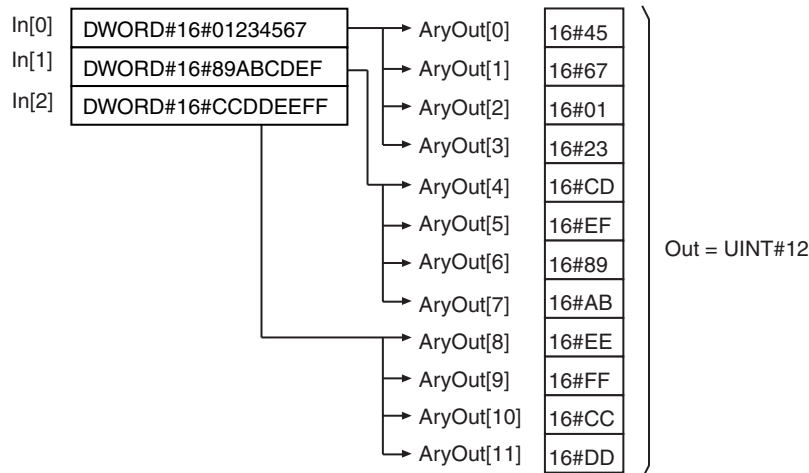 In[0] DWORD#16#01234567 AryOut[0] 16#45
In[1] DWORD#16#89ABCDEF AryOut[1] 16#67
In[2] DWORD#16#CCDDEEFF AryOut[2] 16#01
AryOut[3] 16#23
AryOut[4] 16#CD
AryOut[5] 16#EF
Out = UINT#12
AryOut[6] 16#89
AryOut[7] 16#AB
AryOut[8] 16#EE
AryOut[9] 16#FF
AryOut[10] 16#CC
AryOut[11] 16#DD